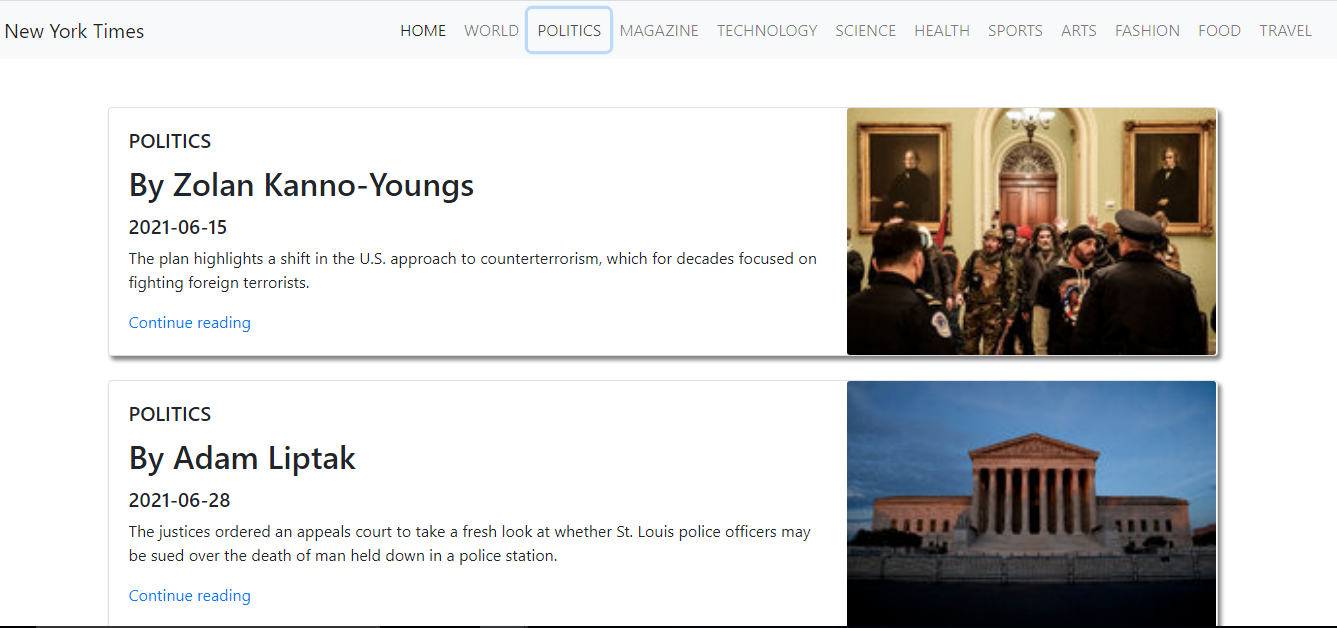 New York Times HOME WORLD POLITICS MAGAZINE TECHNOLOGY SCIENCE HEALTH SPORTS ARTS FASHION FOOD TRAVEL
POLITICS
By Zolan Kanno-Youngs
2021-06-15
The plan highlights a shift in the U.S. approach to counterterrorism, which for decades focused on
fighting foreign terrorists.
Continue reading
POLITICS
By Adam Liptak
2021-06-28
The justices ordered an appeals court to take a fresh look at whether St. Louis police officers may
be sued over the death of man held down in a police station.
Continue reading